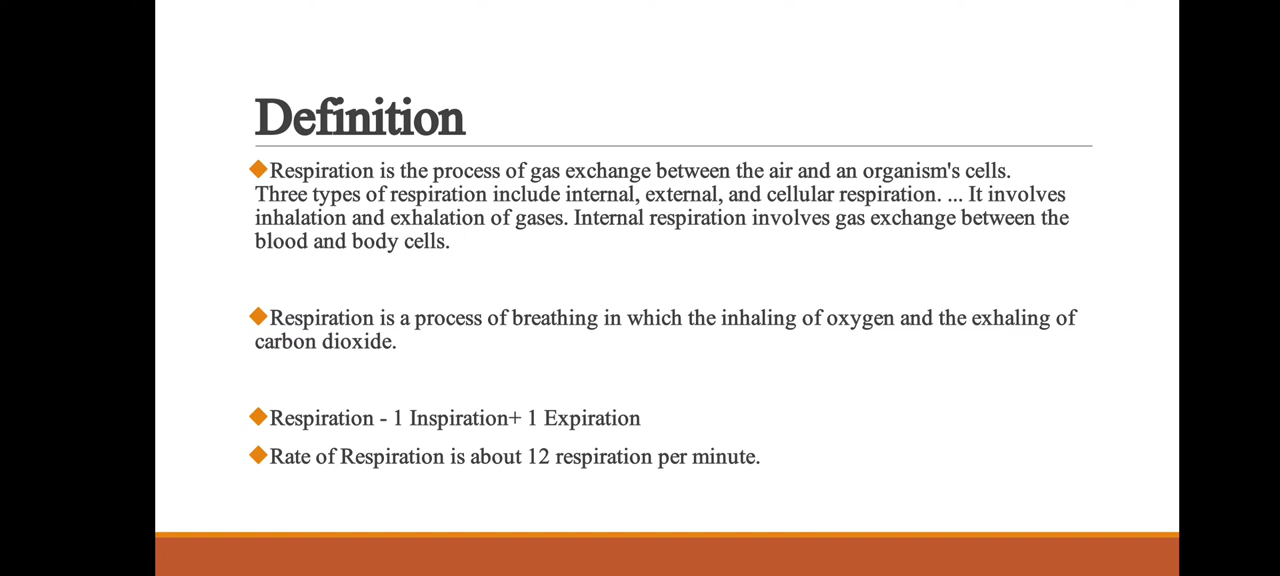 Definition
Respiration is the process of gas exchange between the air and an organism's cells.
Three types of respiration include internal, external, and cellular respiration. ... It involves
inhalation and exhalation of gases. Internal respiration involves gas exchange between the
blood and body cells.
Respiration is a process of breathing in which the inhaling of oxygen and the exhaling of
carbon dioxide.
Respiration - 1 Inspiration+ 1 Expiration
Rate of Respiration is about 12 respiration per minute.